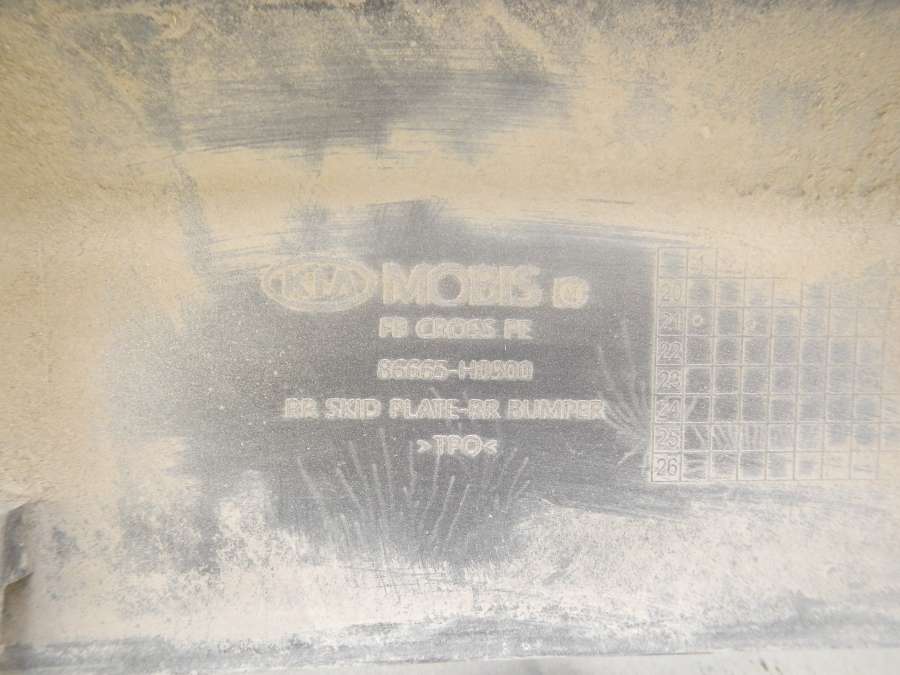 KIA MOBIS
FB CROSS PE
86665-H0900
RR SKID PLATE-RR BUMPER
>TPO<
20
21
22
23
24
25
26